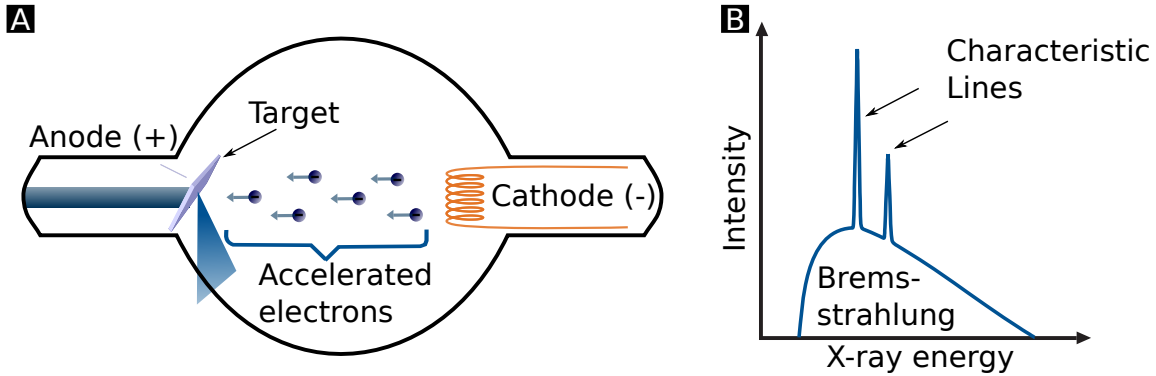 A
Anode (+)
Target
Cathode (-)
Accelerated
electrons
B
Characteristic
Lines
Intensity
Brems-
strahlung
X-ray energy